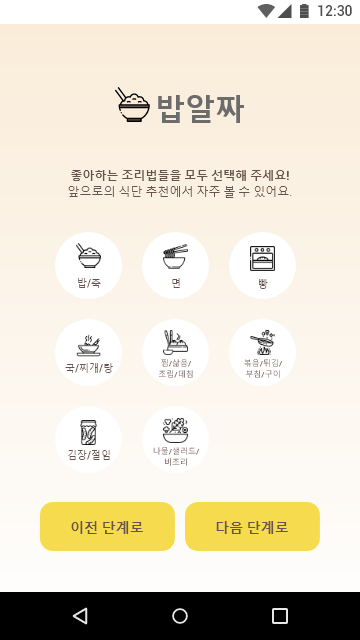 12:30
밥알짜
좋아하는 조리법들을 모두 선택해 주세요!
앞으로의 식단 추천에서 자주 볼 수 있어요.
밥/죽
면
빵
국/찌개/탕
찜/삶음/
조림/데침
볶음/튀김/
부침/구이
김장/절임
나물/샐러드/
비조리
이전 단계로
다음 단계로